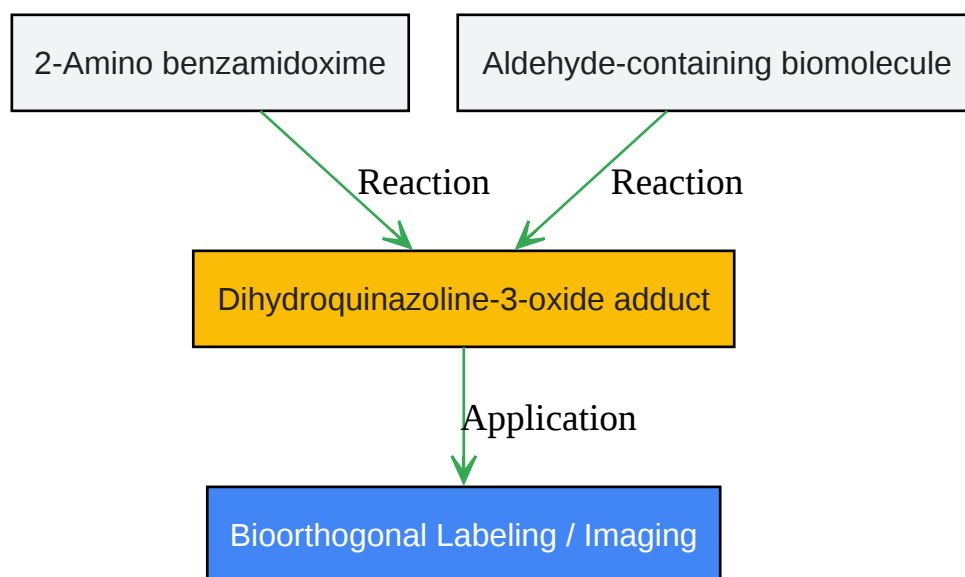 2-Amino benzamidoxime
Aldehyde-containing biomolecule
Reaction
Reaction
Dihydroquinazoline-3-oxide adduct
Application
Bioorthogonal Labeling / Imaging